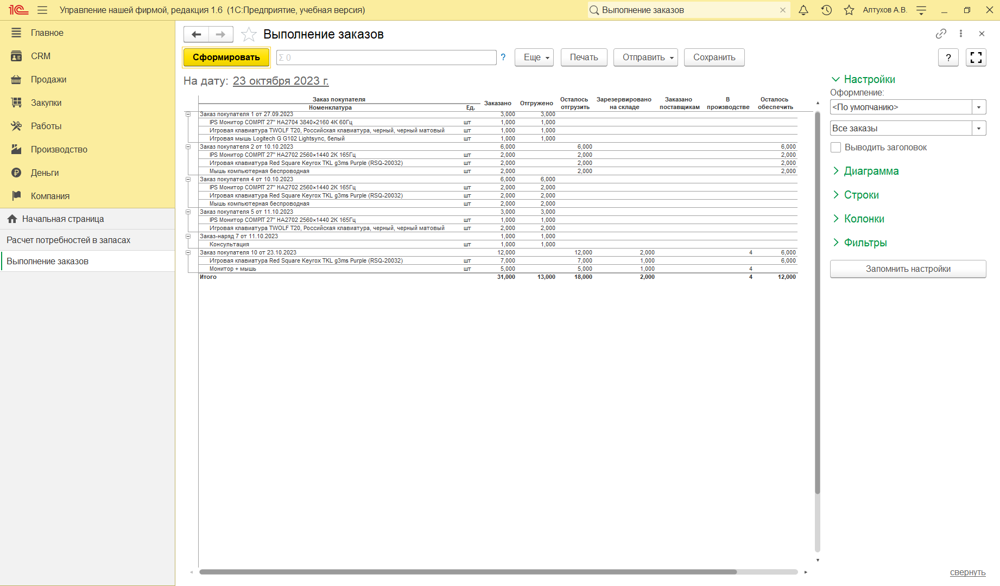 1С Управление нашей фирмой, редакция 1.6 (1С:Предприятие, учебная версия) Выполнение заказов Алтухов А.В.
Главное
CRM
Продажи
Закупки
Работы
Производство
Деньги
Компания
Начальная страница
Расчет потребностей в запасах
Выполнение заказов
Выполнение заказов
Сформировать Σ 0 ? Еще Печать Отправить Сохранить ?
На дату: 23 октября 2023 г.
Заказ покупателя Заказано Отгружено Осталось отгрузить Зарезервировано на складе Заказано поставщикам В производстве Осталось обеспечить
Номенклатура Ед.
Заказ покупателя 1 от 27.09.2023 3,000 3,000
IPS Монитор COMPIT 27" HA2704 3840×2160 4K 60Гц шт 1,000 1,000
Игровая клавиатура TWOLF T20, Российская клавиатура, черный, черный матовый шт 1,000 1,000
Игровая мышь Logitech G G102 Lightsync, белый шт 1,000 1,000
Заказ покупателя 2 от 10.10.2023 6,000 6,000 6,000
IPS Монитор COMPIT 27" HA2702 2560×1440 2K 165Гц шт 2,000 2,000 2,000
Игровая клавиатура Red Square Keyrox TKL g3ms Purple (RSQ-20032) шт 2,000 2,000 2,000
Мышь компьютерная беспроводная шт 2,000 2,000 2,000
Заказ покупателя 4 от 10.10.2023 6,000 6,000
IPS Монитор COMPIT 27" HA2702 2560×1440 2K 165Гц шт 2,000 2,000
Игровая клавиатура Red Square Keyrox TKL g3ms Purple (RSQ-20032) шт 2,000 2,000
Мышь компьютерная беспроводная шт 2,000 2,000
Заказ покупателя 5 от 11.10.2023 3,000 3,000
IPS Монитор COMPIT 27" HA2702 2560×1440 2K 165Гц шт 1,000 1,000
Игровая клавиатура TWOLF T20, Российская клавиатура, черный, черный матовый шт 2,000 2,000
Заказ-наряд 7 от 11.10.2023 1,000 1,000
Консультация шт 1,000 1,000
Заказ покупателя 10 от 23.10.2023 12,000 12,000 2,000 4 6,000
Игровая клавиатура Red Square Keyrox TKL g3ms Purple (RSQ-20032) шт 7,000 7,000 1,000 6,000
Монитор + мышь шт 5,000 5,000 1,000 4
Итого 31,000 13,000 18,000 2,000 4 12,000
Настройки
Оформление:
<По умолчанию>
Все заказы
Выводить заголовок
Диаграмма
Строки
Колонки
Фильтры
Запомнить настройки
свернуть